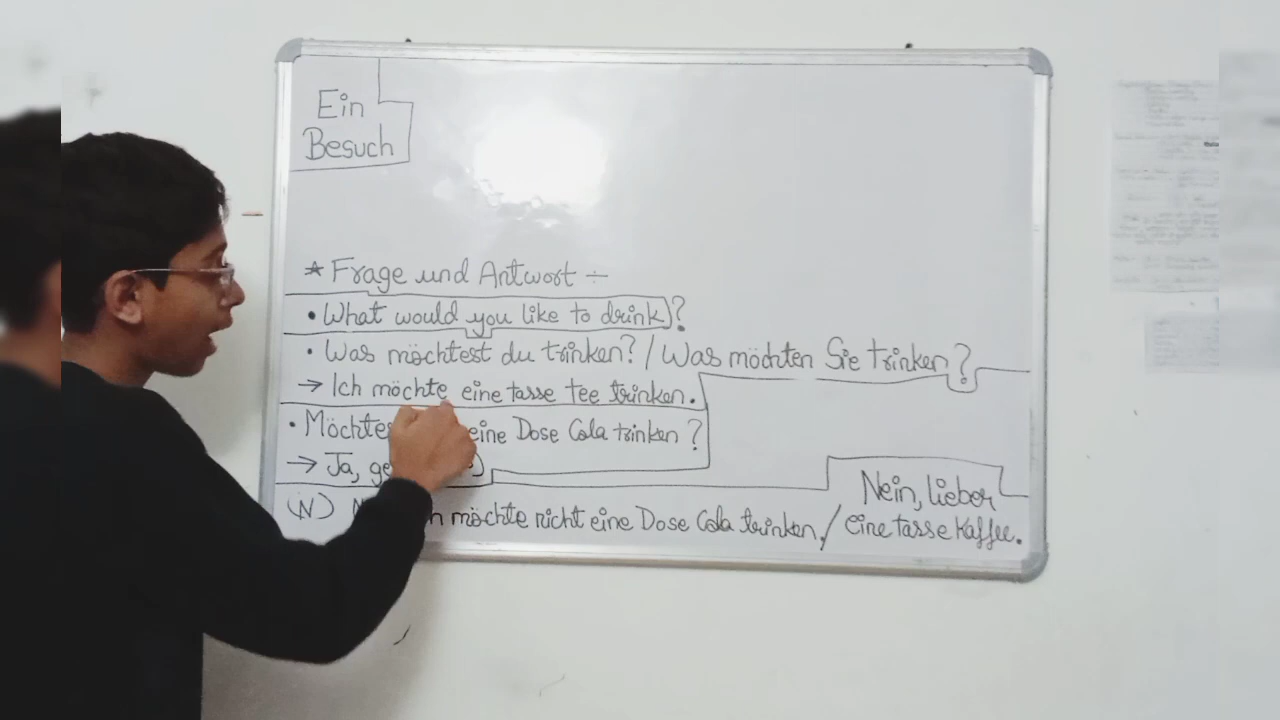 Ein
Besuch
* Frage und Antwort ÷
• What would you like to drink)?
• Was möchtest du trinken? / Was möchten Sie trinken?
→ Ich möchte eine tasse tee trinken.
• Möchte eine Dose Cola trinken ?
→ Ja, ge
(N) möchte nicht eine Dose Cola trinken. /
Nein, lieber
eine tasse Kaffee.